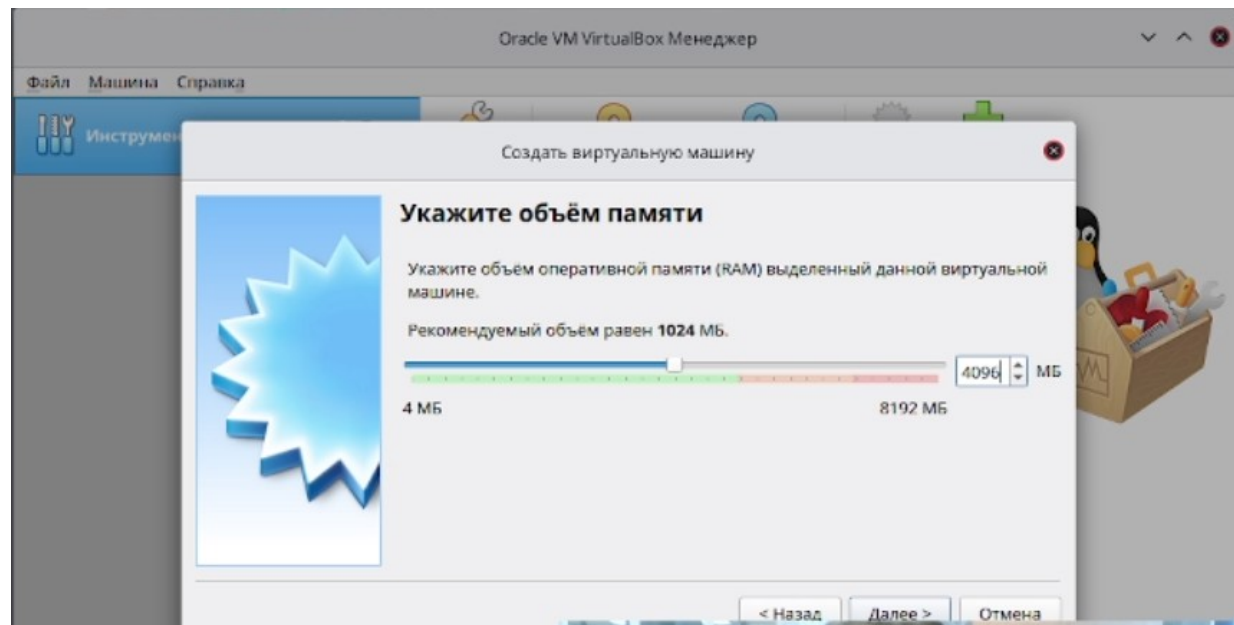 Oracle VM VirtualBox Менеджер
Файл Машина Справка
Инструмен
Создать виртуальную машину
Укажите объём памяти
Укажите объём оперативной памяти (RAM) выделенный данной виртуальной
машине.
Рекомендуемый объём равен 1024 МБ.
4096 МБ
4 МБ 8192 МБ
< Назад Далее > Отмена